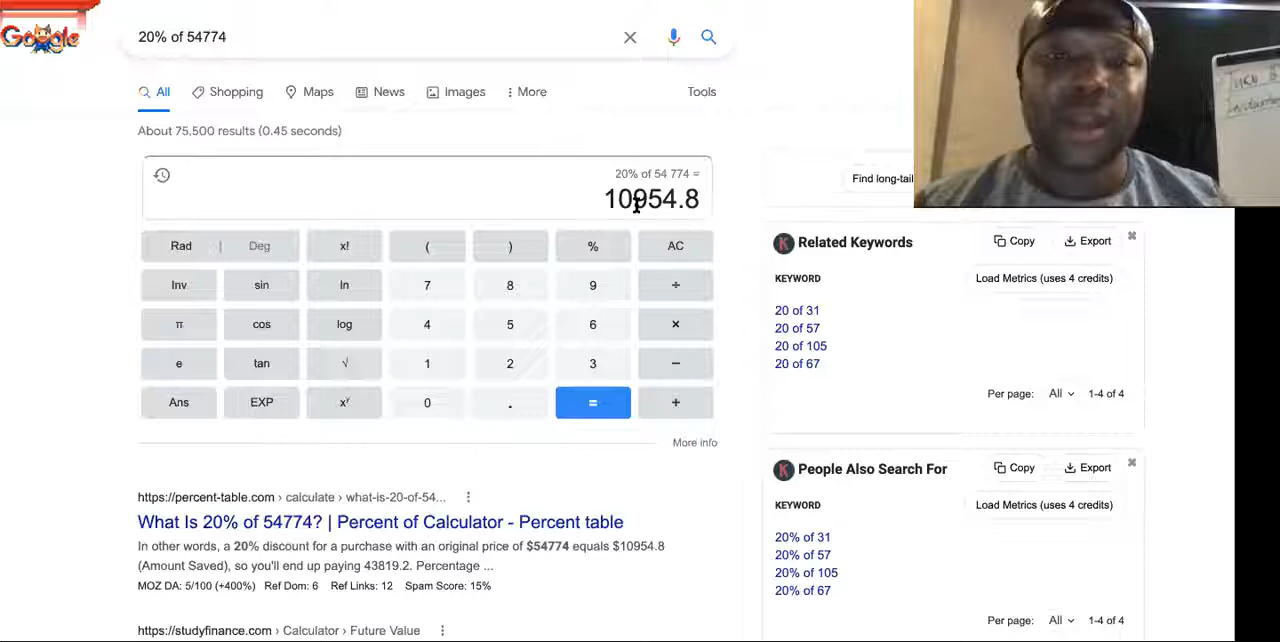 Google
20% of 54774
All
Shopping
Maps
News
Images
More
Tools
About 75,500 results (0.45 seconds)
20% of 54 774 =
10954.8
Rad | Deg x! ( ) % AC
Inv sin ln 7 8 9 ÷
π cos log 4 5 6 ×
e tan √ 1 2 3 −
Ans EXP xʸ 0 . = +
More info
https://percent-table.com › calculate › what-is-20-of-54...
What Is 20% of 54774? | Percent of Calculator - Percent table
In other words, a 20% discount for a purchase with an original price of $54774 equals $10954.8
(Amount Saved), so you'll end up paying 43819.2. Percentage ...
MOZ DA: 5/100 (+400%) Ref Dom: 6 Ref Links: 12 Spam Score: 15%
https://studyfinance.com › Calculator › Future Value
Find long-tail
K Related Keywords
Copy
Export
KEYWORD
Load Metrics (uses 4 credits)
20 of 31
20 of 57
20 of 105
20 of 67
Per page: All 1-4 of 4
K People Also Search For
Copy
Export
KEYWORD
Load Metrics (uses 4 credits)
20% of 31
20% of 57
20% of 105
20% of 67
Per page: All 1-4 of 4